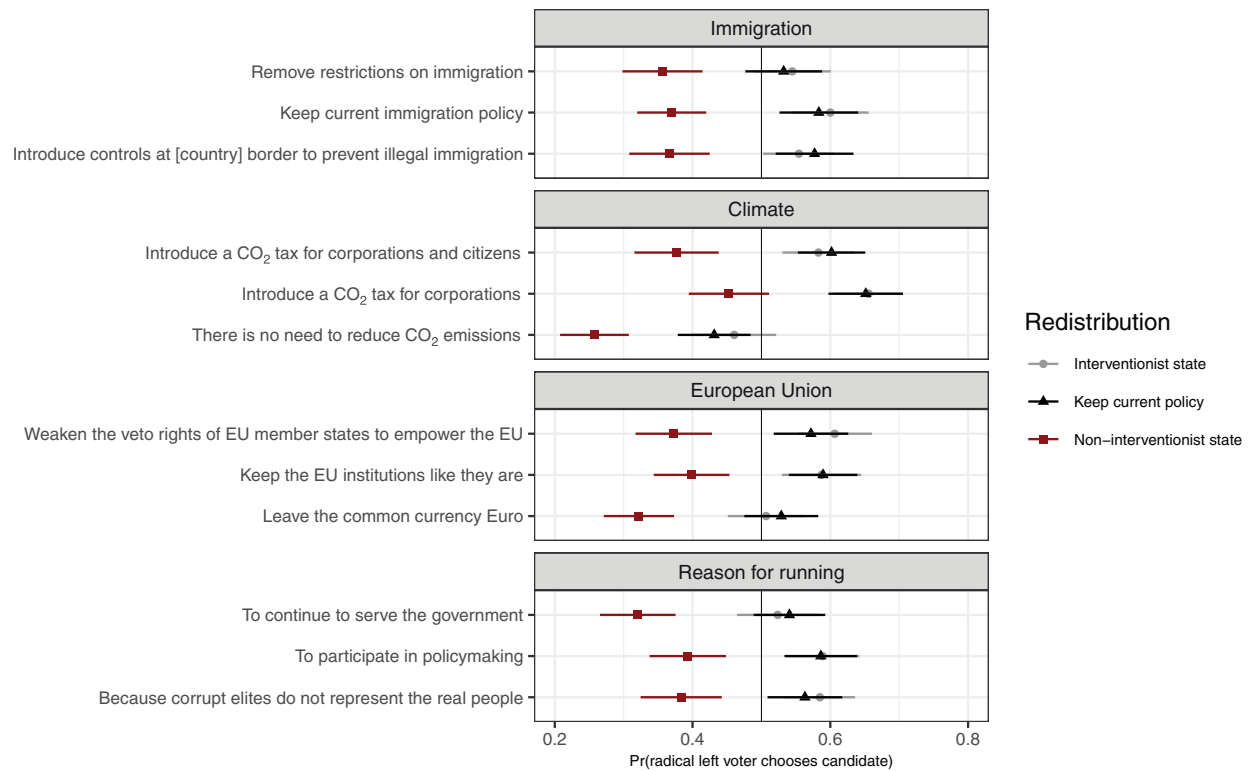 Immigration
Remove restrictions on immigration
Keep current immigration policy
Introduce controls at [country] border to prevent illegal immigration
Climate
Introduce a CO₂ tax for corporations and citizens
Introduce a CO₂ tax for corporations
There is no need to reduce CO₂ emissions
European Union
Weaken the veto rights of EU member states to empower the EU
Keep the EU institutions like they are
Leave the common currency Euro
Reason for running
To continue to serve the government
To participate in policymaking
Because corrupt elites do not represent the real people
0.2 0.4 0.6 0.8
Pr(radical left voter chooses candidate)
Redistribution
Interventionist state
Keep current policy
Non−interventionist state